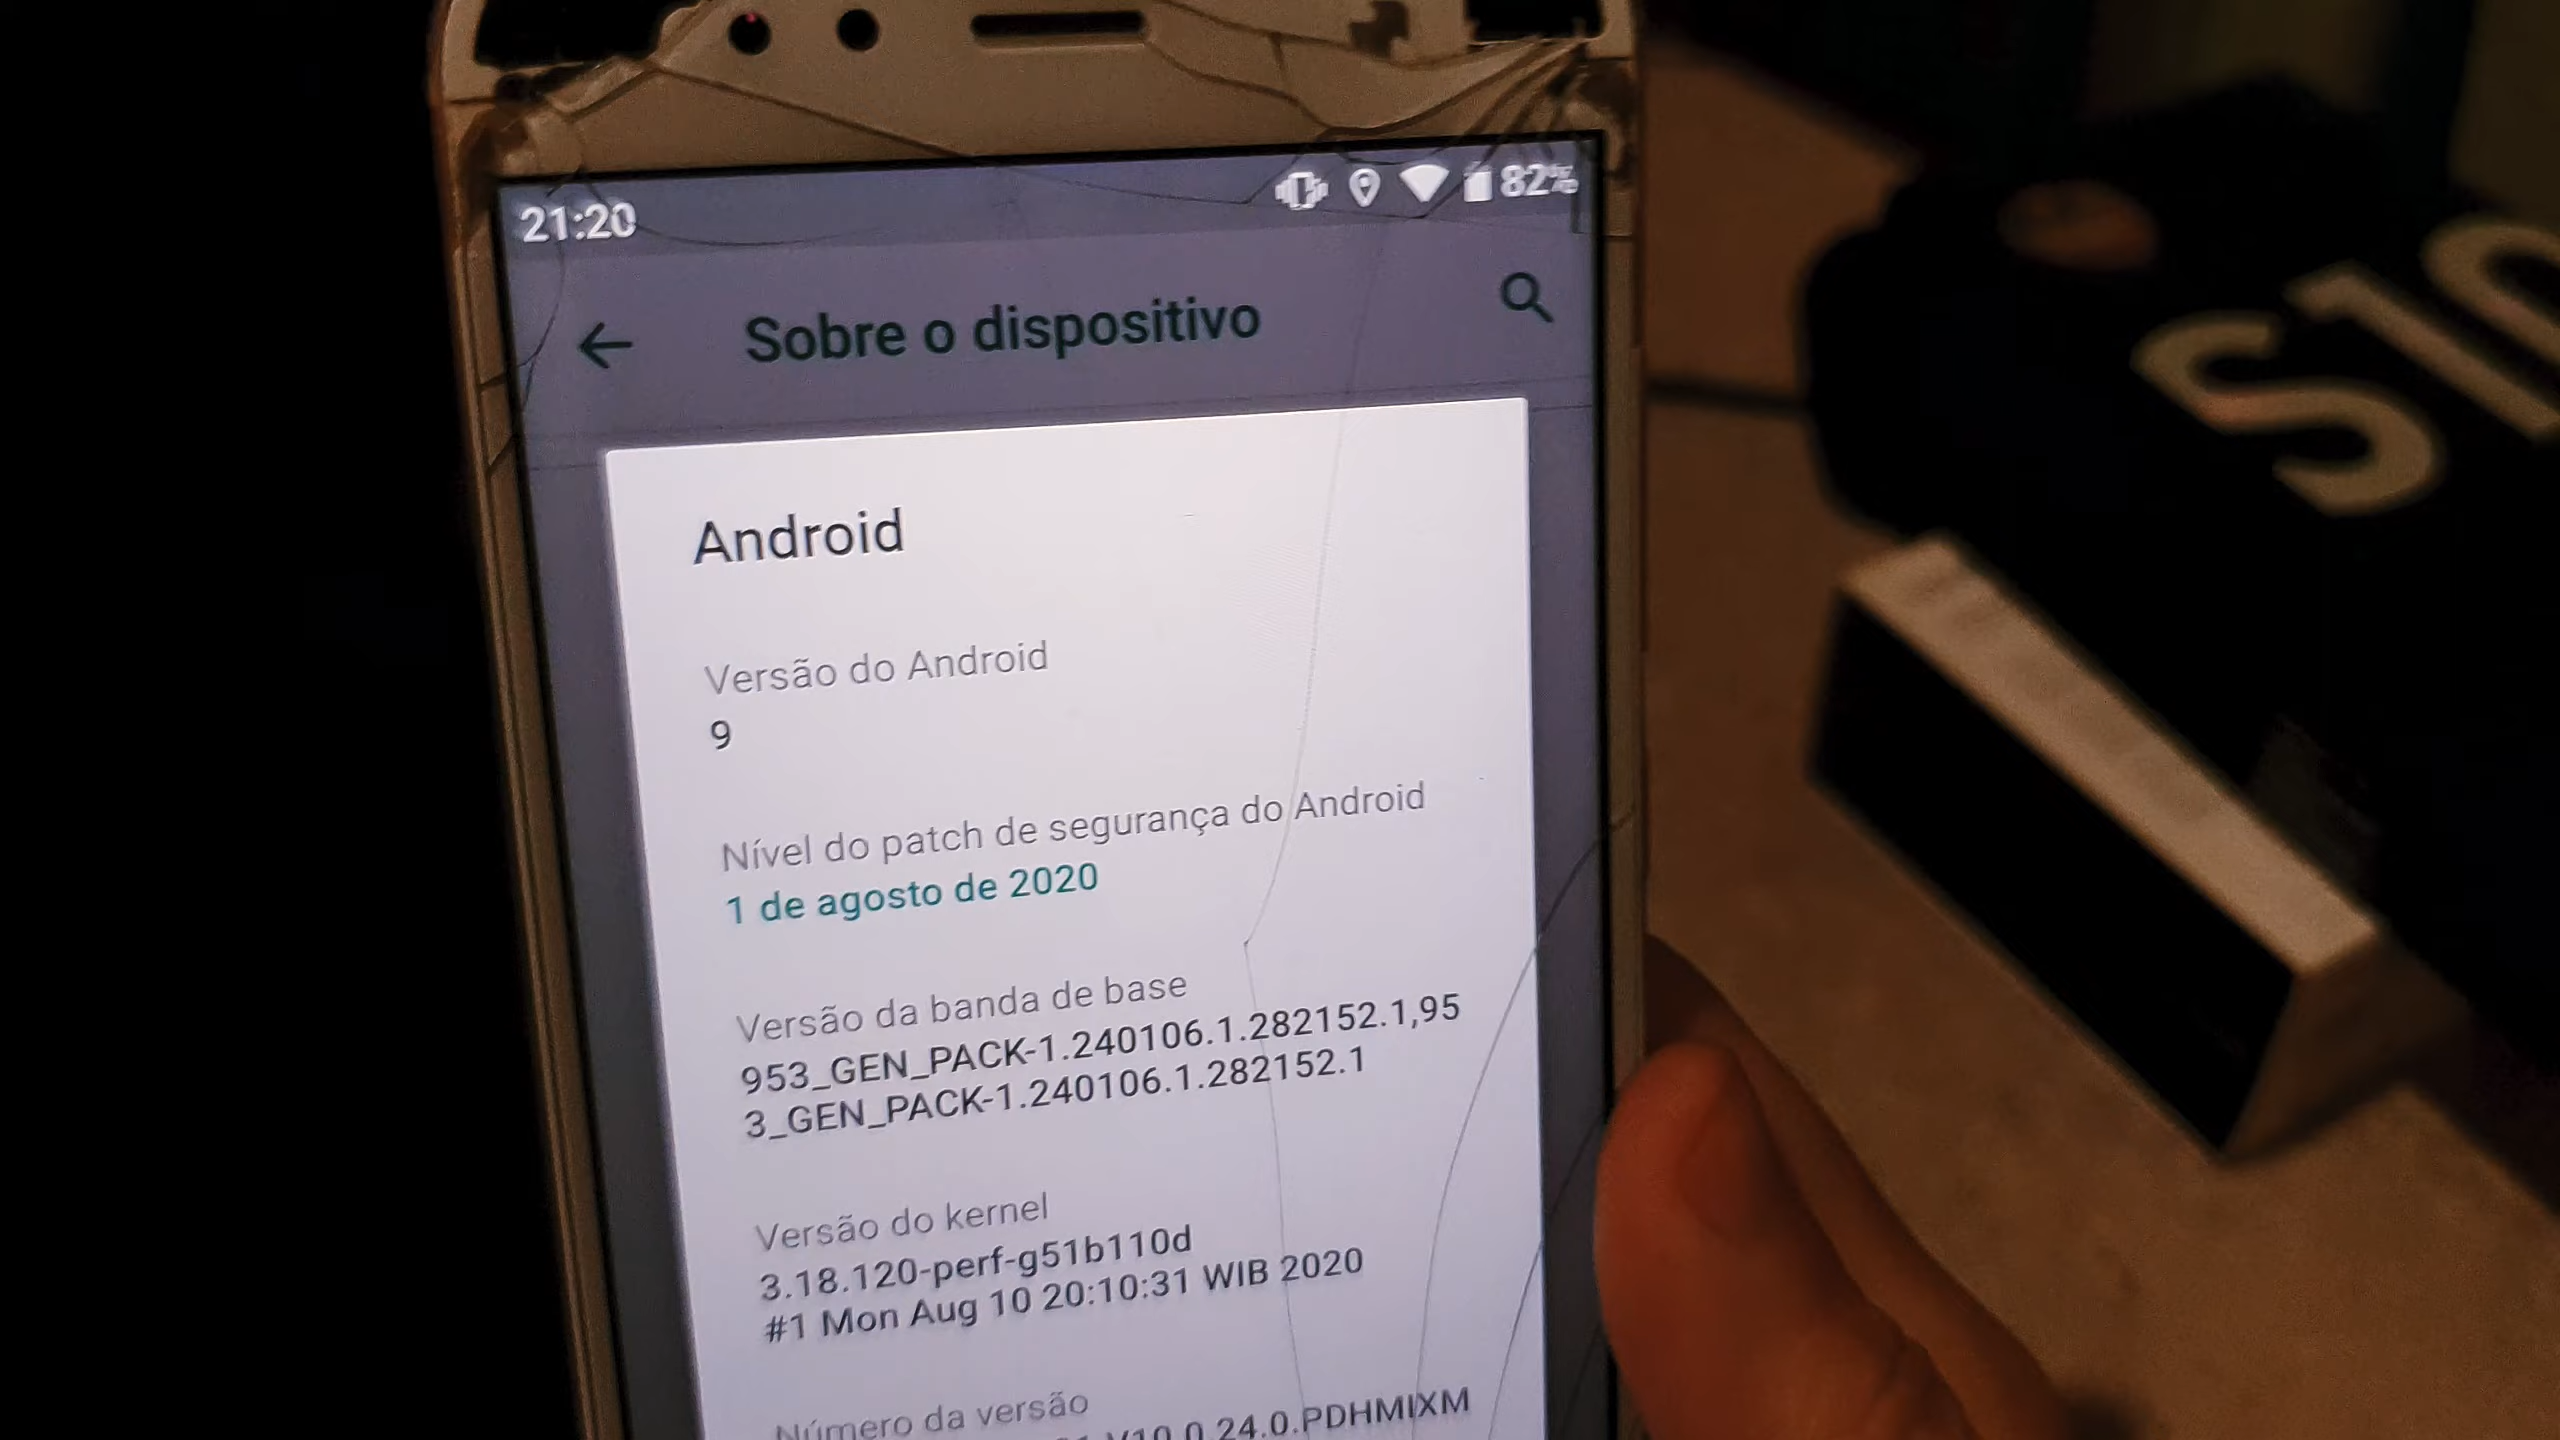 21:20
82%
Sobre o dispositivo
Android
Versão do Android
9
Nível do patch de segurança do Android
1 de agosto de 2020
Versão da banda de base
953_GEN_PACK-1.240106.1.282152.1,95
3_GEN_PACK-1.240106.1.282152.1
Versão do kernel
3.18.120-perf-g51b110d
#1 Mon Aug 10 20:10:31 WIB 2020
Número da versão
V10.0.24.0.PDHMIXM
S10